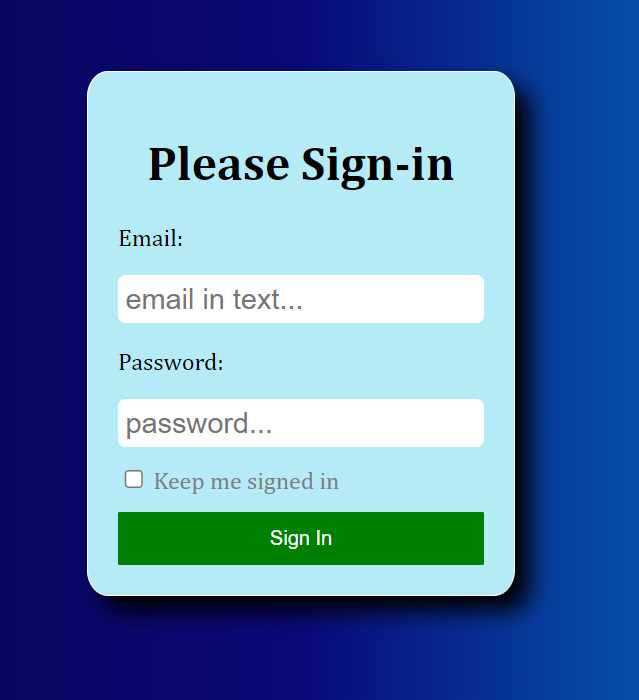 Please Sign-in
Email:
email in text...
Password:
password...
Keep me signed in
Sign In